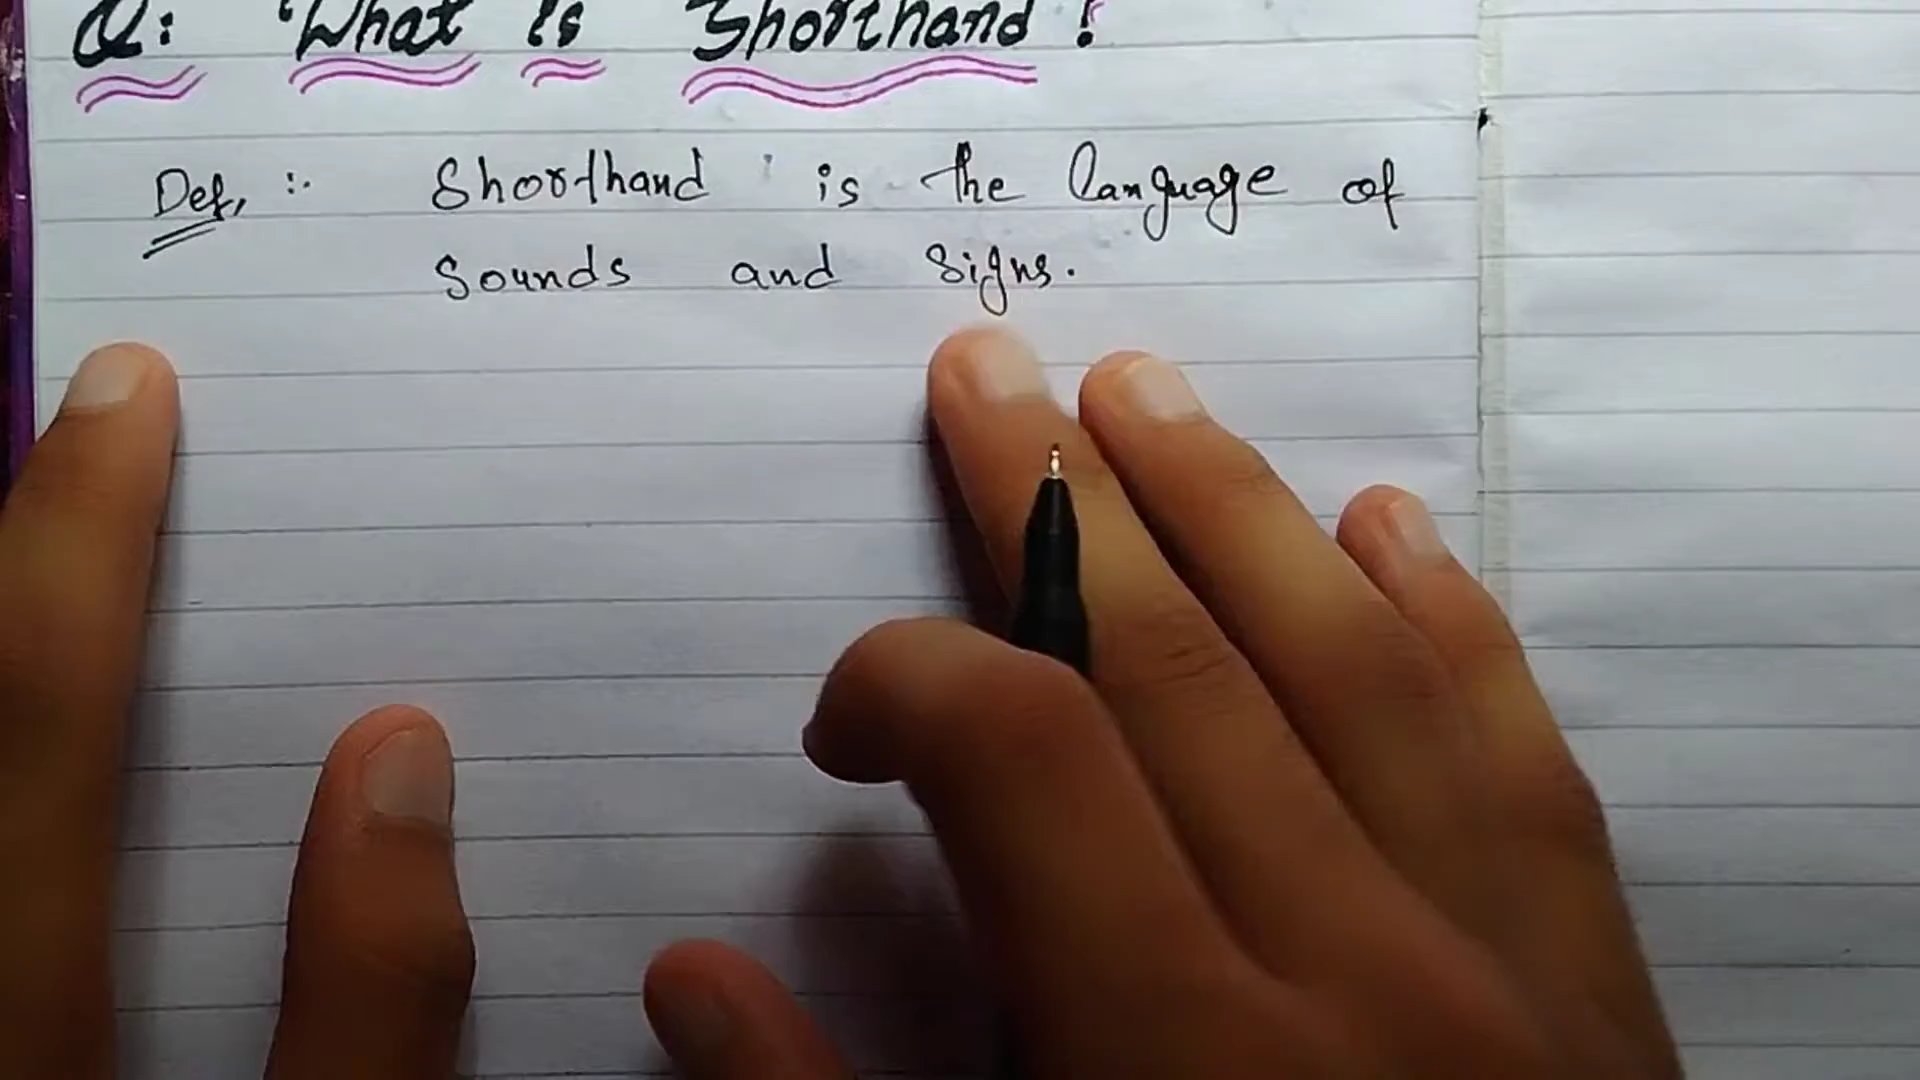 Q: 'What is Shorthand!
Def, :- Shorthand is the language of
Sounds and Signs.